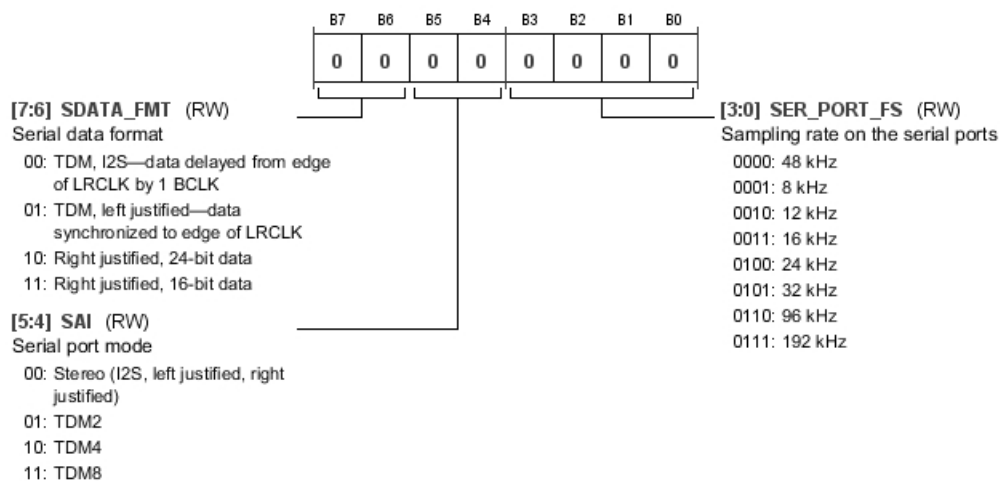 B7 B6 B5 B4 B3 B2 B1 B0
0 0 0 0 0 0 0 0
[7:6] SDATA_FMT (RW)
Serial data format
00: TDM, I2S—data delayed from edge
of LRCLK by 1 BCLK
01: TDM, left justified—data
synchronized to edge of LRCLK
10: Right justified, 24-bit data
11: Right justified, 16-bit data
[5:4] SAI (RW)
Serial port mode
00: Stereo (I2S, left justified, right
justified)
01: TDM2
10: TDM4
11: TDM8
[3:0] SER_PORT_FS (RW)
Sampling rate on the serial ports
0000: 48 kHz
0001: 8 kHz
0010: 12 kHz
0011: 16 kHz
0100: 24 kHz
0101: 32 kHz
0110: 96 kHz
0111: 192 kHz